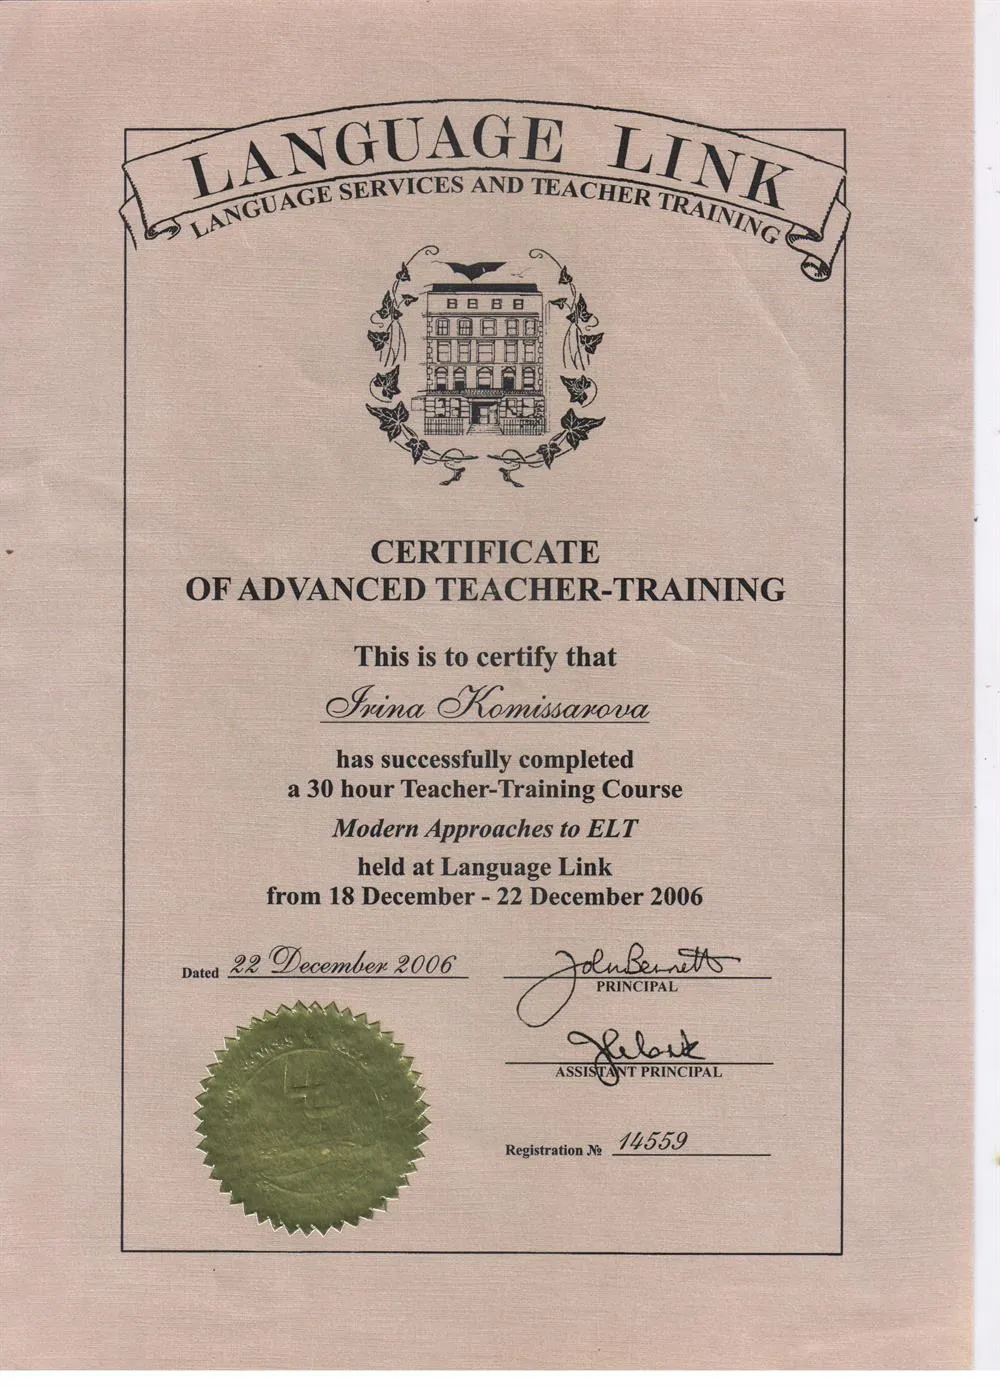 LANGUAGE LINK
LANGUAGE SERVICES AND TEACHER TRAINING
CERTIFICATE
OF ADVANCED TEACHER-TRAINING
This is to certify that
Irina Komissarova
has successfully completed
a 30 hour Teacher-Training Course
Modern Approaches to ELT
held at Language Link
from 18 December - 22 December 2006
Dated 22 December 2006
John Bennett
PRINCIPAL
ASSISTANT PRINCIPAL
Registration № 14559